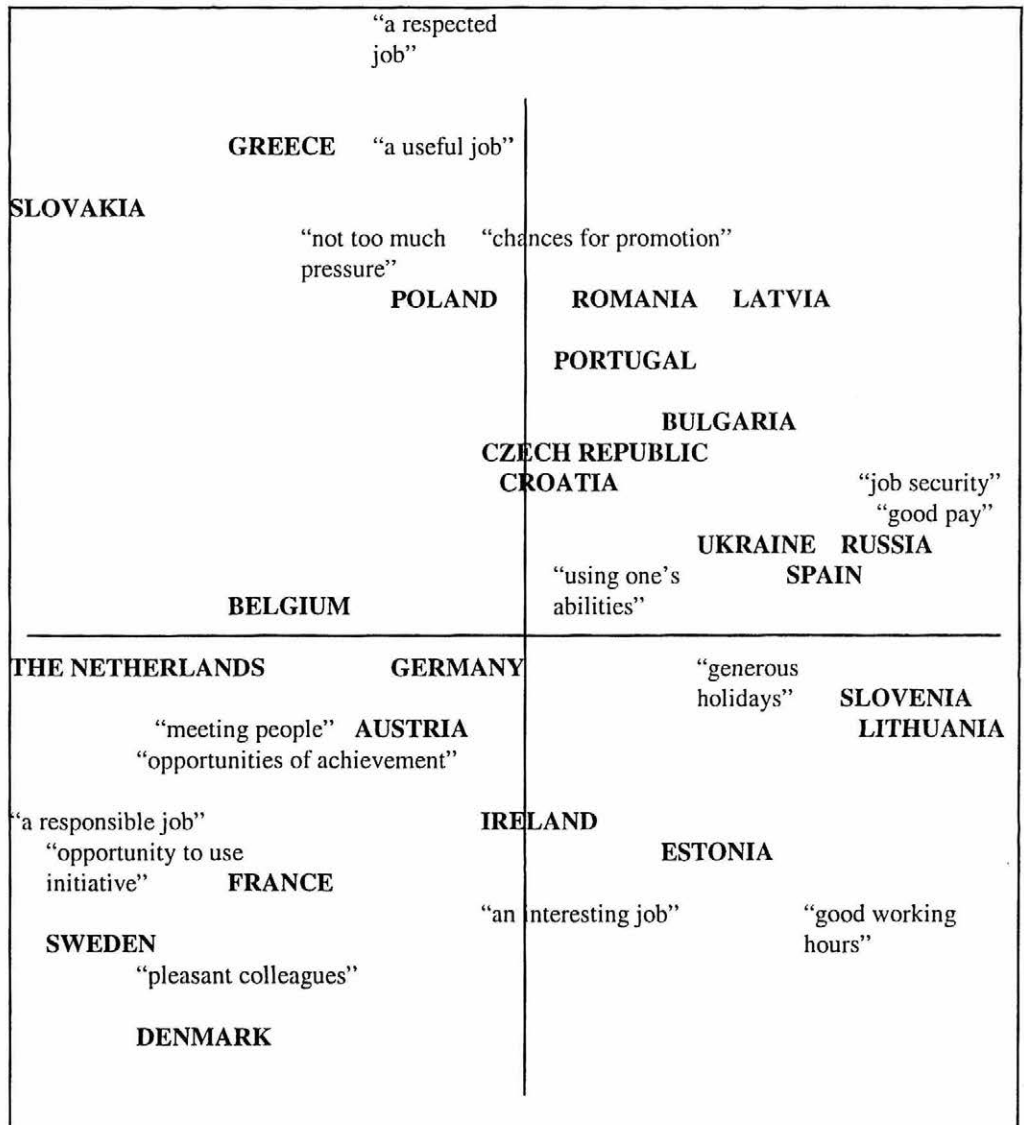 “a respected
job”
GREECE “a useful job”
SLOVAKIA
“not too much “chances for promotion”
pressure”
POLAND ROMANIA LATVIA
PORTUGAL
BULGARIA
CZECH REPUBLIC
CROATIA “job security”
“good pay”
UKRAINE RUSSIA
“using one’s SPAIN
BELGIUM abilities”
THE NETHERLANDS GERMANY “generous
holidays” SLOVENIA
“meeting people” AUSTRIA LITHUANIA
“opportunities of achievement”
“a responsible job” IRELAND
“opportunity to use ESTONIA
initiative” FRANCE
“an interesting job” “good working
SWEDEN hours”
“pleasant colleagues”
DENMARK